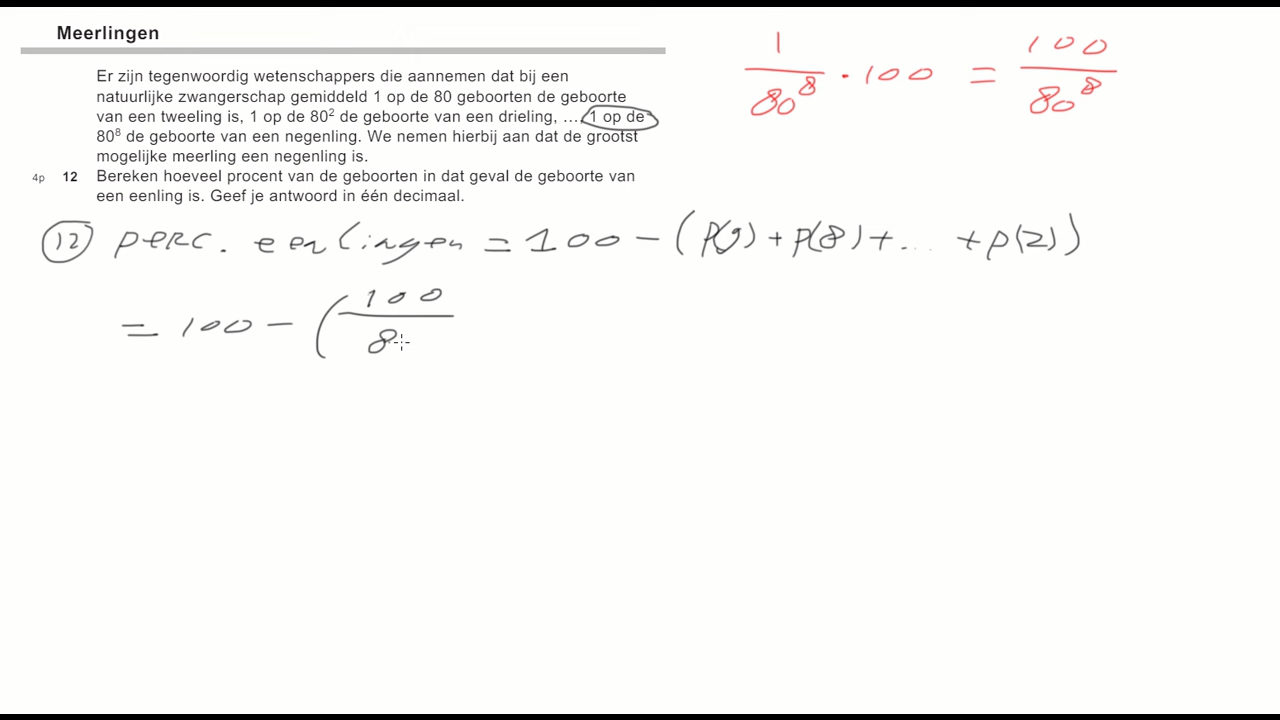 Meerlingen
Er zijn tegenwoordig wetenschappers die aannemen dat bij een
natuurlijke zwangerschap gemiddeld 1 op de 80 geboorten de geboorte
van een tweeling is, 1 op de 80² de geboorte van een drieling, … 1 op de
80⁸ de geboorte van een negenling. We nemen hierbij aan dat de grootst
mogelijke meerling een negenling is.
4p 12 Bereken hoeveel procent van de geboorten in dat geval de geboorte van
een eenling is. Geef je antwoord in één decimaal.
1/80⁸ · 100 = 100/80⁸
12 perc. eenlingen = 100 - (p(9) + p(8) + ... + p(2))
= 100 - (100/8